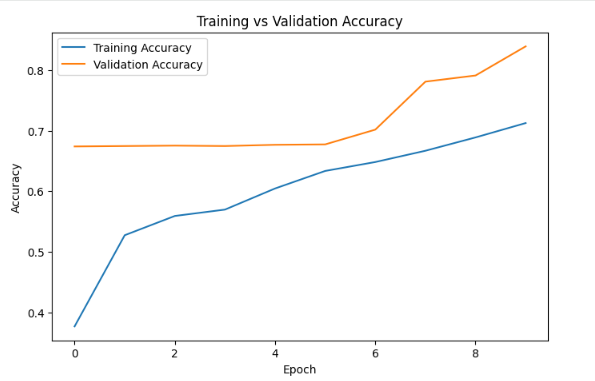 Training vs Validation Accuracy
Training Accuracy
Validation Accuracy
0.8
0.7
0.6
0.5
0.4
Accuracy
0 2 4 6 8
Epoch